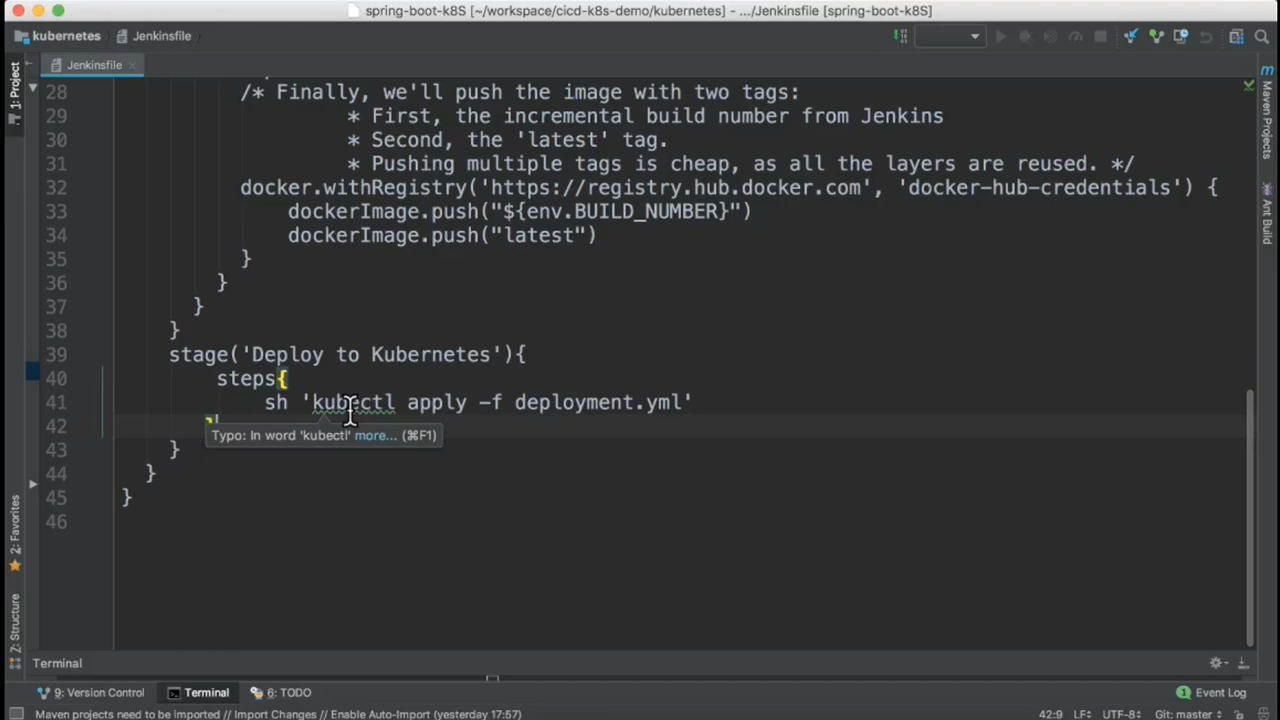 spring-boot-k8S [~/workspace/cicd-k8s-demo/kubernetes] - .../Jenkinsfile [spring-boot-k8S]
kubernetes Jenkinsfile
Jenkinsfile
1: Project
28 /* Finally, we'll push the image with two tags:
29 * First, the incremental build number from Jenkins
30 * Second, the 'latest' tag.
31 * Pushing multiple tags is cheap, as all the layers are reused. */
32 docker.withRegistry('https://registry.hub.docker.com', 'docker-hub-credentials') {
33 dockerImage.push("${env.BUILD_NUMBER}")
34 dockerImage.push("latest")
35 }
36 }
37 }
38 }
39 stage('Deploy to Kubernetes'){
40 steps{
41 sh 'kubectl apply -f deployment.yml'
42
Typo: In word 'kubectl' more... (⌘F1)
43 }
44 }
45 }
46
Maven Projects
Ant Build
2: Favorites
7: Structure
Terminal
9: Version Control Terminal 6: TODO 1 Event Log
Maven projects need to be imported // Import Changes // Enable Auto-Import (yesterday 17:57) 42:9 LF UTF-8 Git: master